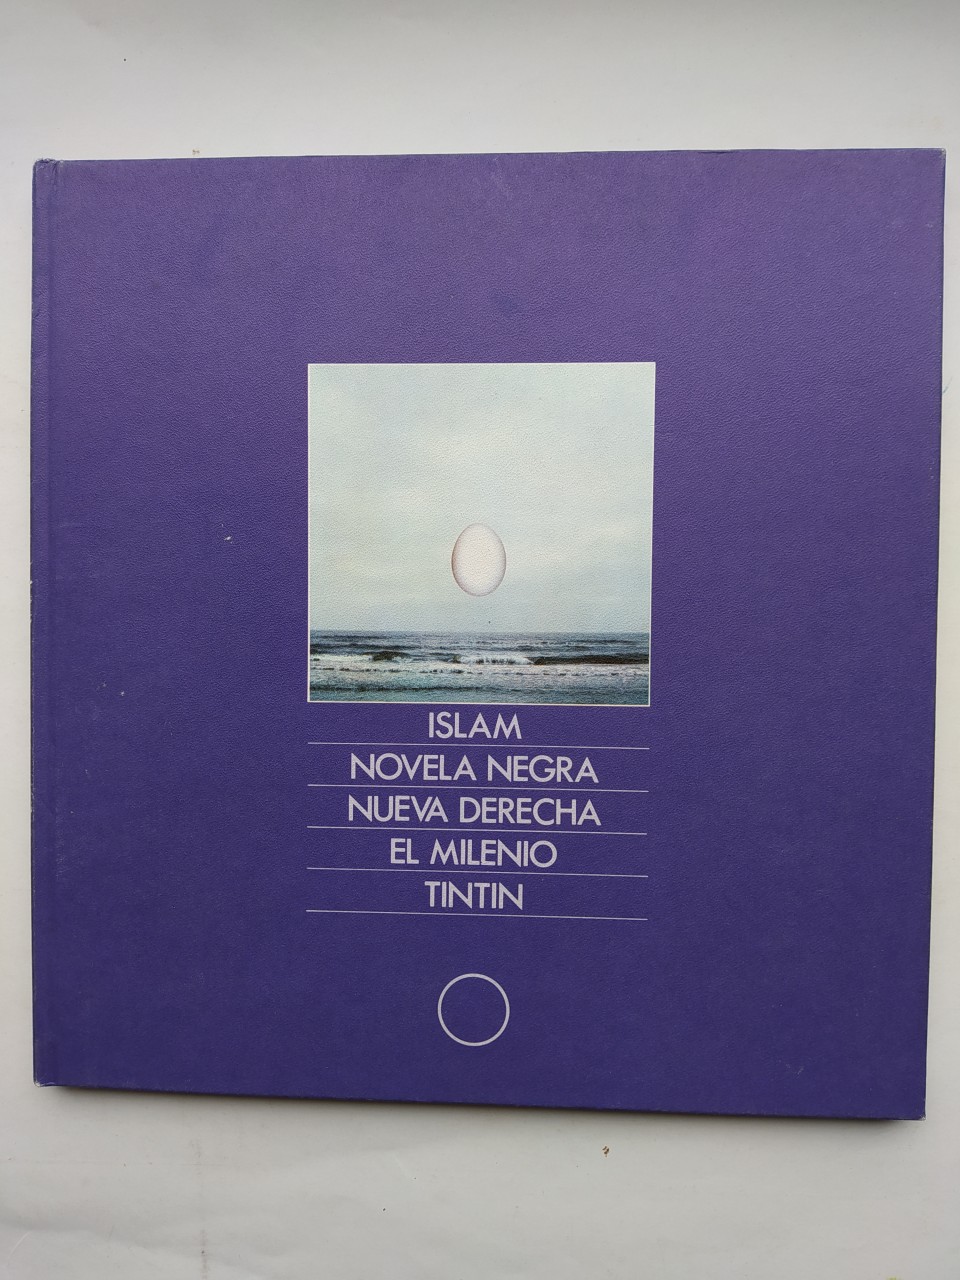 ISLAM
NOVELA NEGRA
NUEVA DERECHA
EL MILENIO
TINTIN